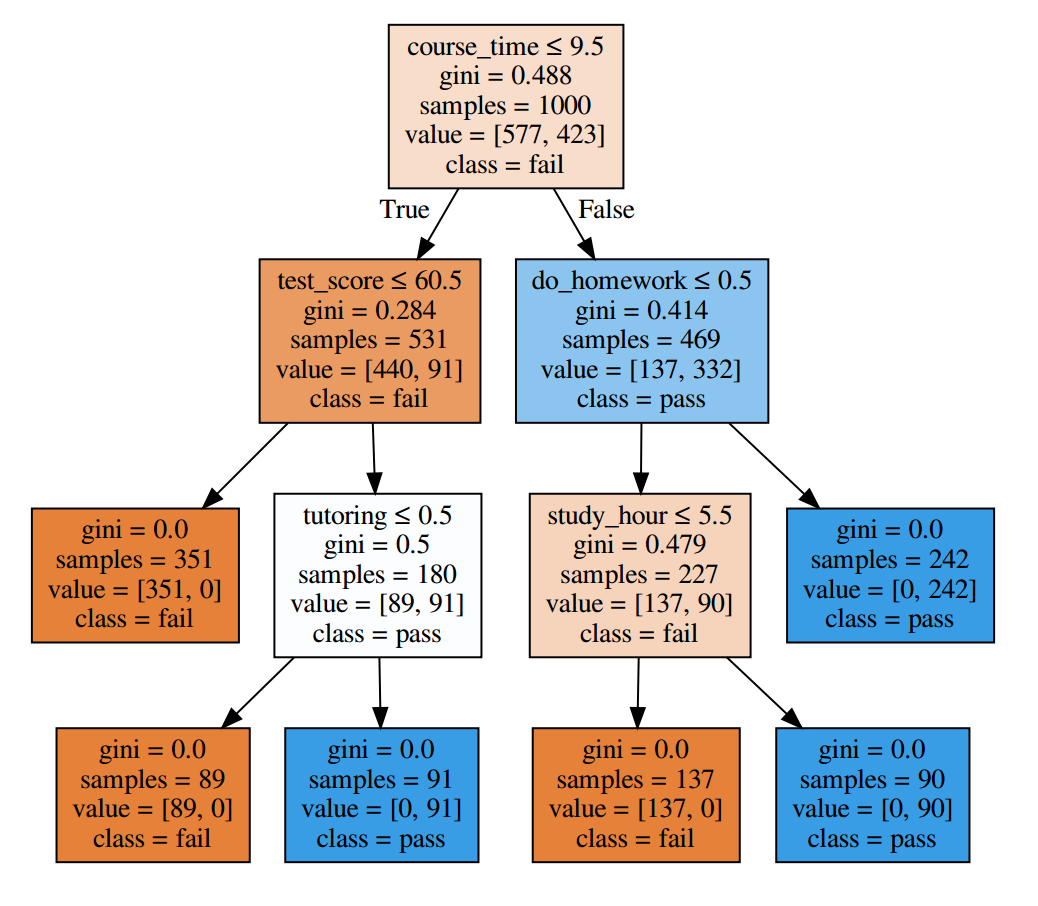 course_time ≤ 9.5
gini = 0.488
samples = 1000
value = [577, 423]
class = fail
True
False
test_score ≤ 60.5
gini = 0.284
samples = 531
value = [440, 91]
class = fail
do_homework ≤ 0.5
gini = 0.414
samples = 469
value = [137, 332]
class = pass
gini = 0.0
samples = 351
value = [351, 0]
class = fail
tutoring ≤ 0.5
gini = 0.5
samples = 180
value = [89, 91]
class = pass
study_hour ≤ 5.5
gini = 0.479
samples = 227
value = [137, 90]
class = fail
gini = 0.0
samples = 242
value = [0, 242]
class = pass
gini = 0.0
samples = 89
value = [89, 0]
class = fail
gini = 0.0
samples = 91
value = [0, 91]
class = pass
gini = 0.0
samples = 137
value = [137, 0]
class = fail
gini = 0.0
samples = 90
value = [0, 90]
class = pass